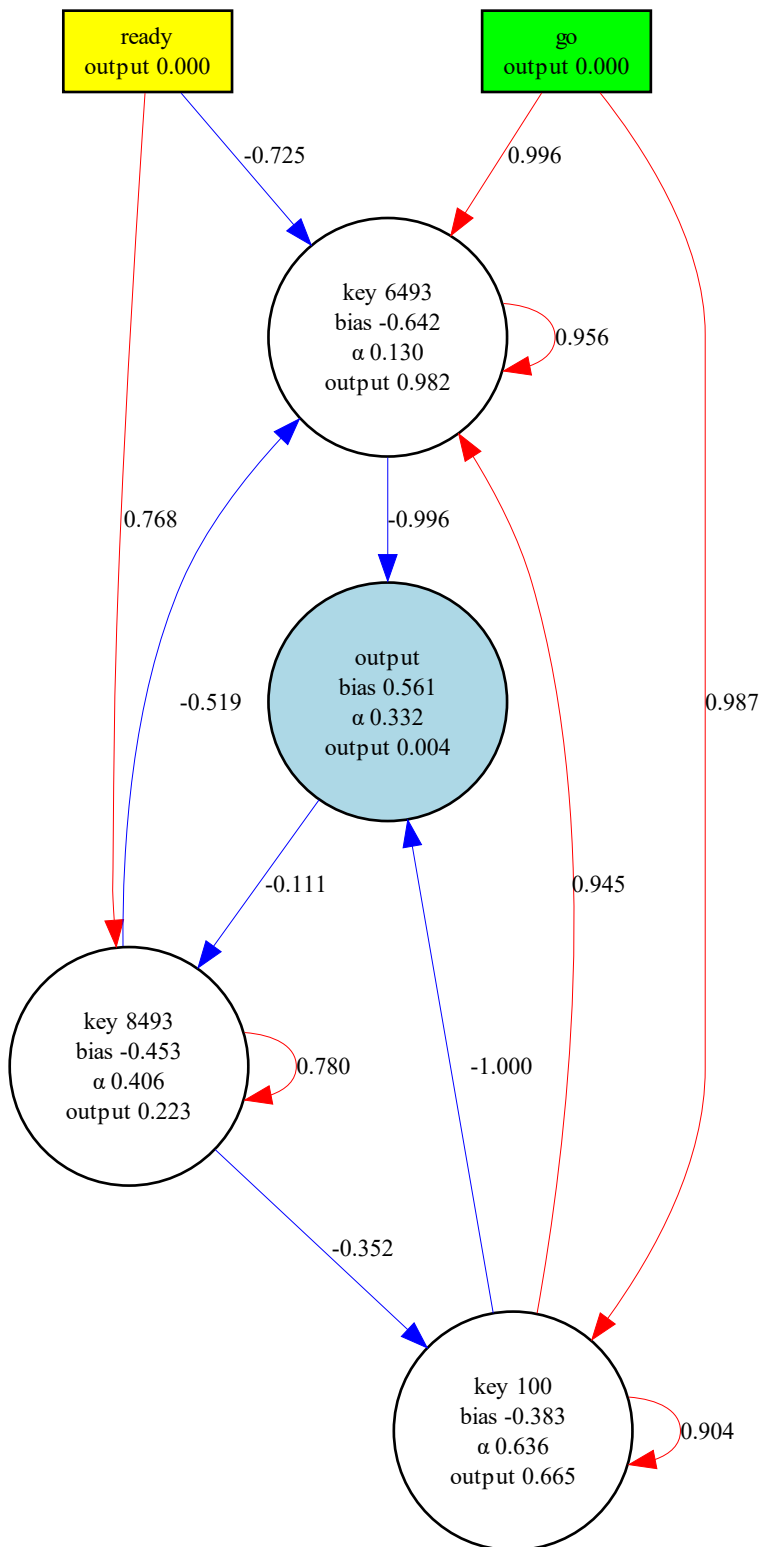 ready
output 0.000
go
output 0.000
-0.725
0.996
key 6493
bias -0.642
α 0.130
output 0.982
0.956
0.768
-0.996
-0.519
output
bias 0.561
α 0.332
output 0.004
0.987
-0.111
0.945
key 8493
bias -0.453
α 0.406
output 0.223
0.780
-1.000
-0.352
key 100
bias -0.383
α 0.636
output 0.665
0.904